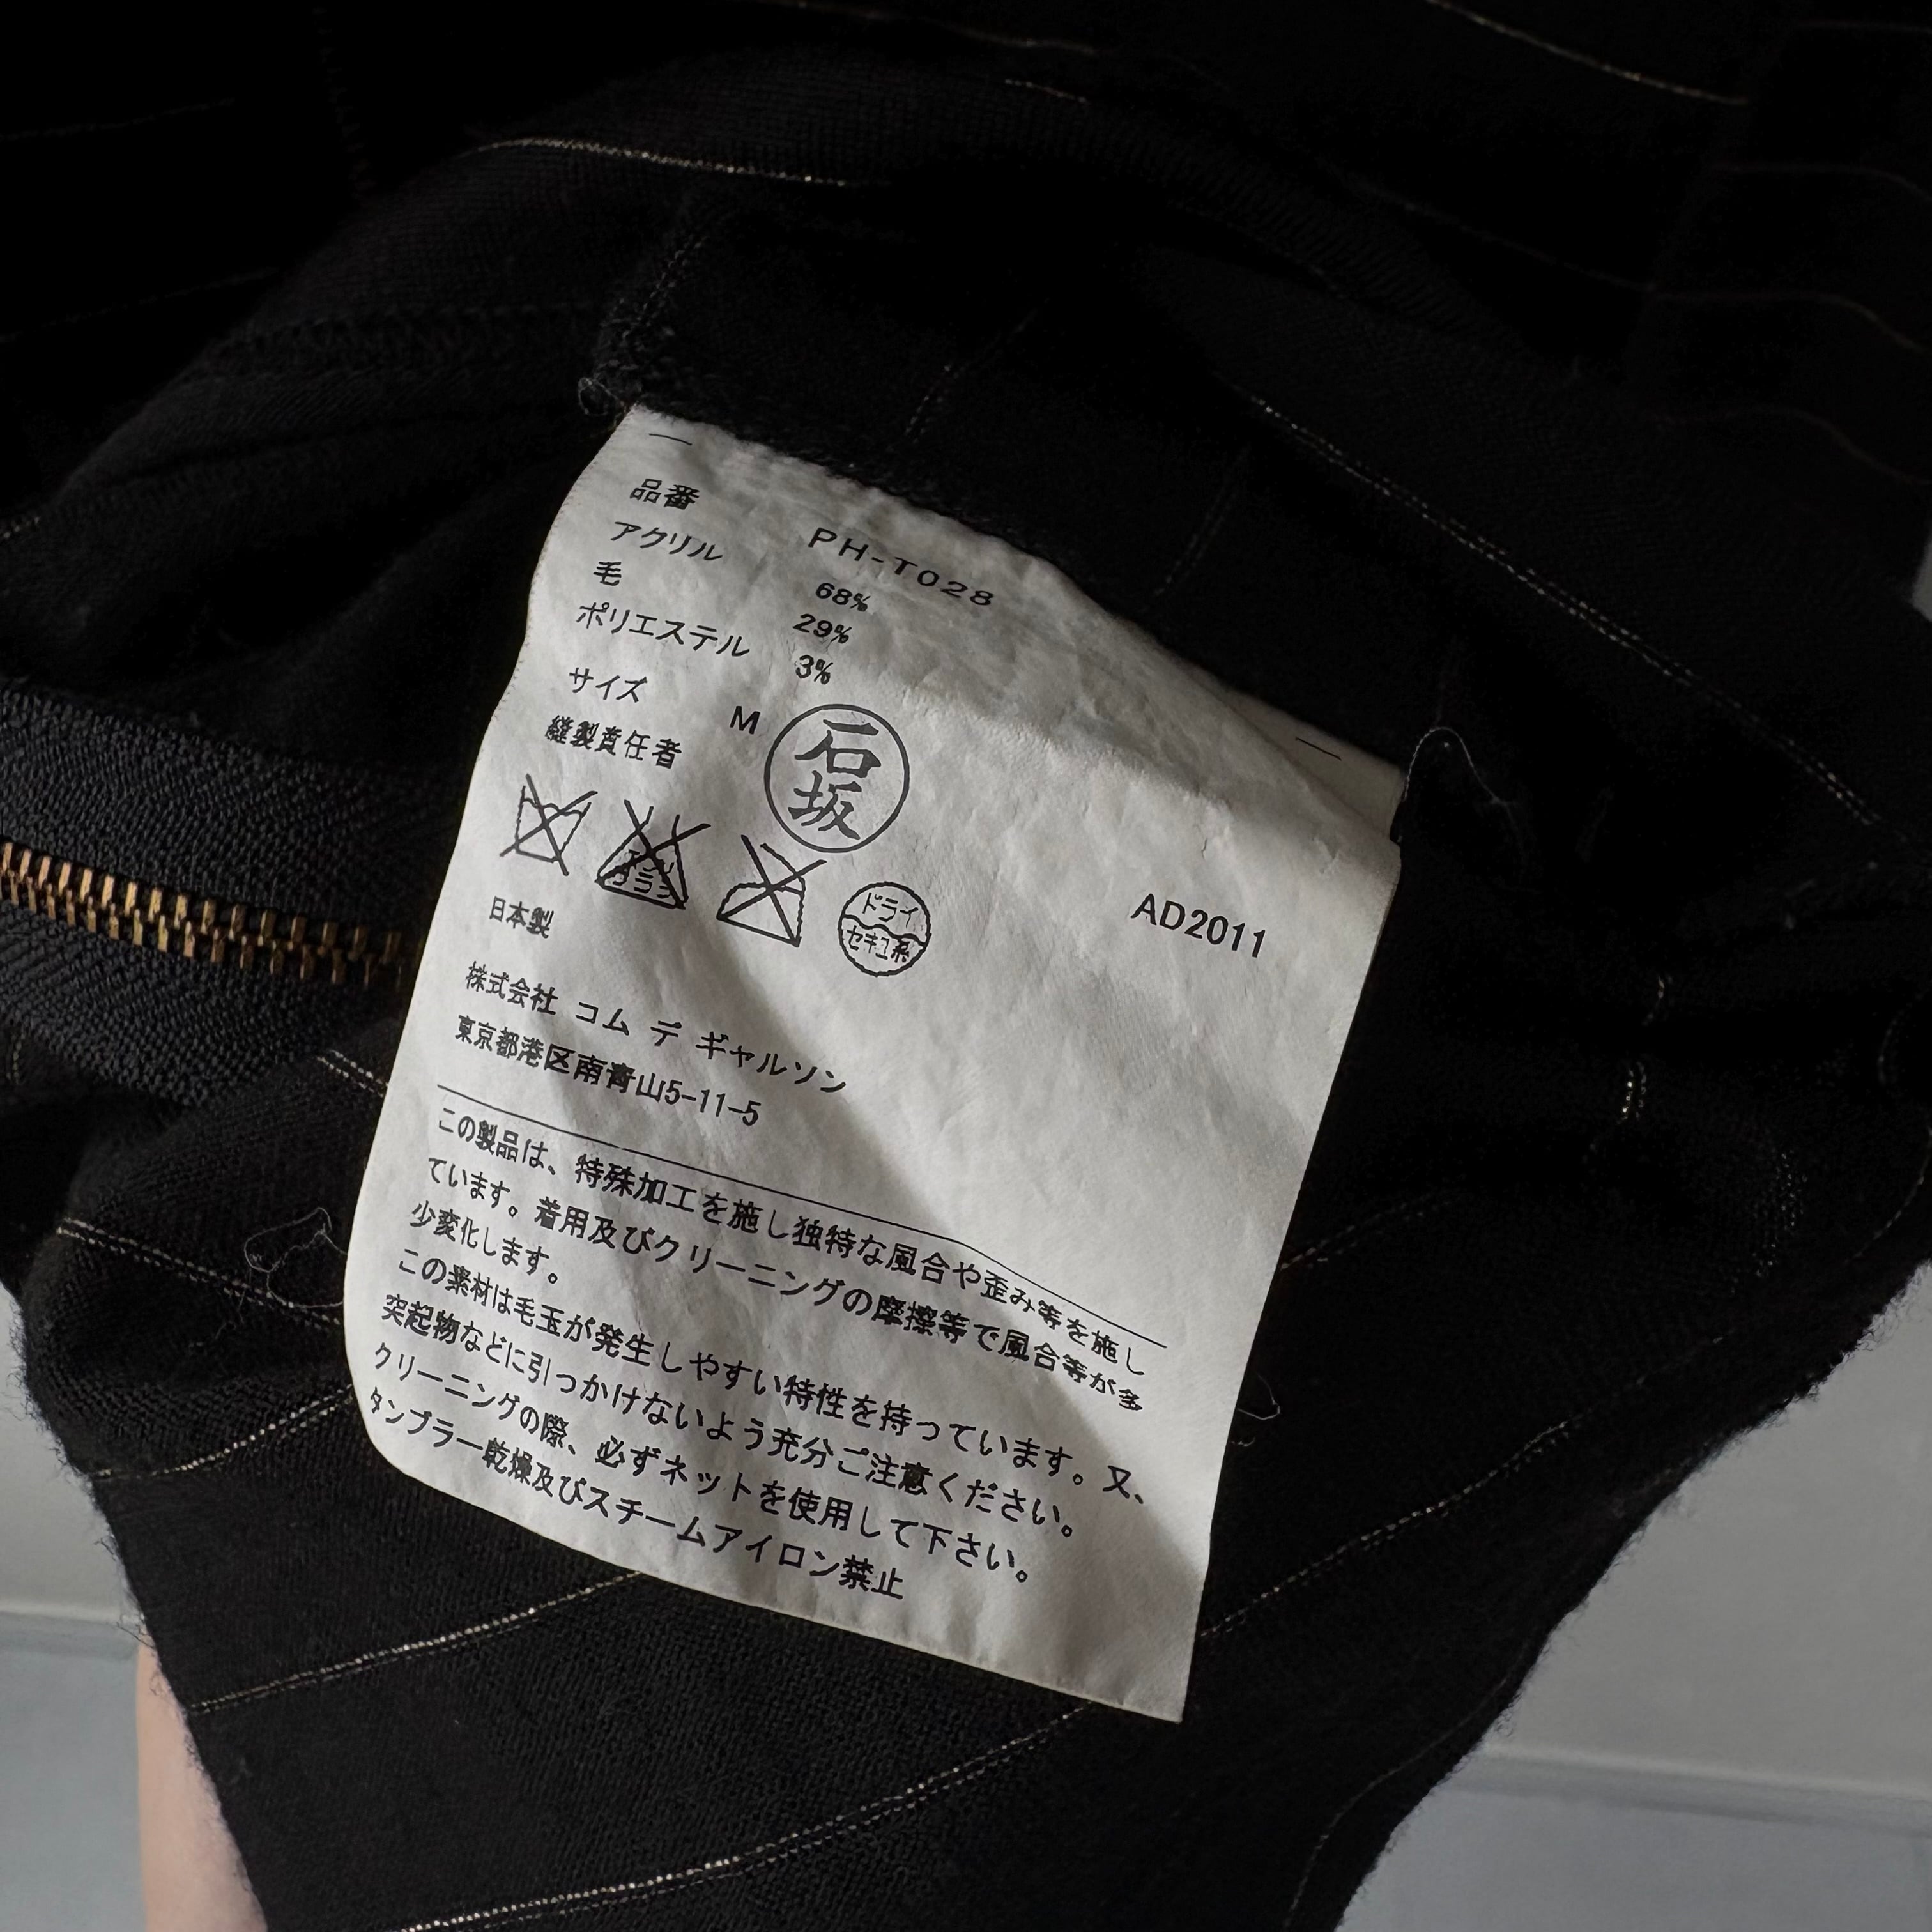 品番 PH-T028
アクリル 68%
毛 29%
ポリエステル 3%
サイズ M
縫製責任者 石坂
エンソサラシ
ドライ
セキユ系
AD2011
日本製
株式会社 コム デ ギャルソン
東京都港区南青山5-11-5
この製品は、特殊加工を施し独特な風合や歪み等を施し
ています。着用及びクリーニングの摩擦等で風合等が多
少変化します。
この素材は毛玉が発生しやすい特性を持っています。又、
突起物などに引っかけないよう充分ご注意ください。
クリーニングの際、必ずネットを使用して下さい。
タンブラー乾燥及びスチームアイロン禁止